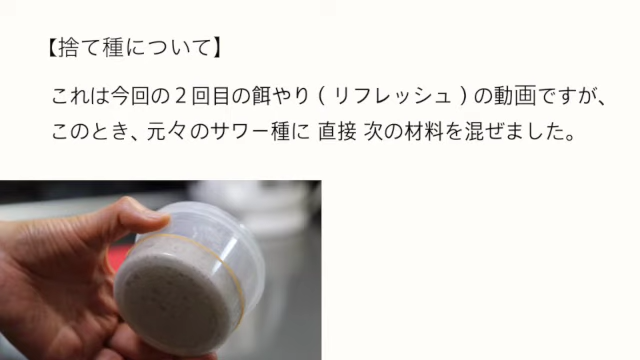 【捨て種について】
これは今回の２回目の餌やり ( リフレッシュ ) の動画ですが、
このとき、元々のサワー種に 直接 次の材料を混ぜました。